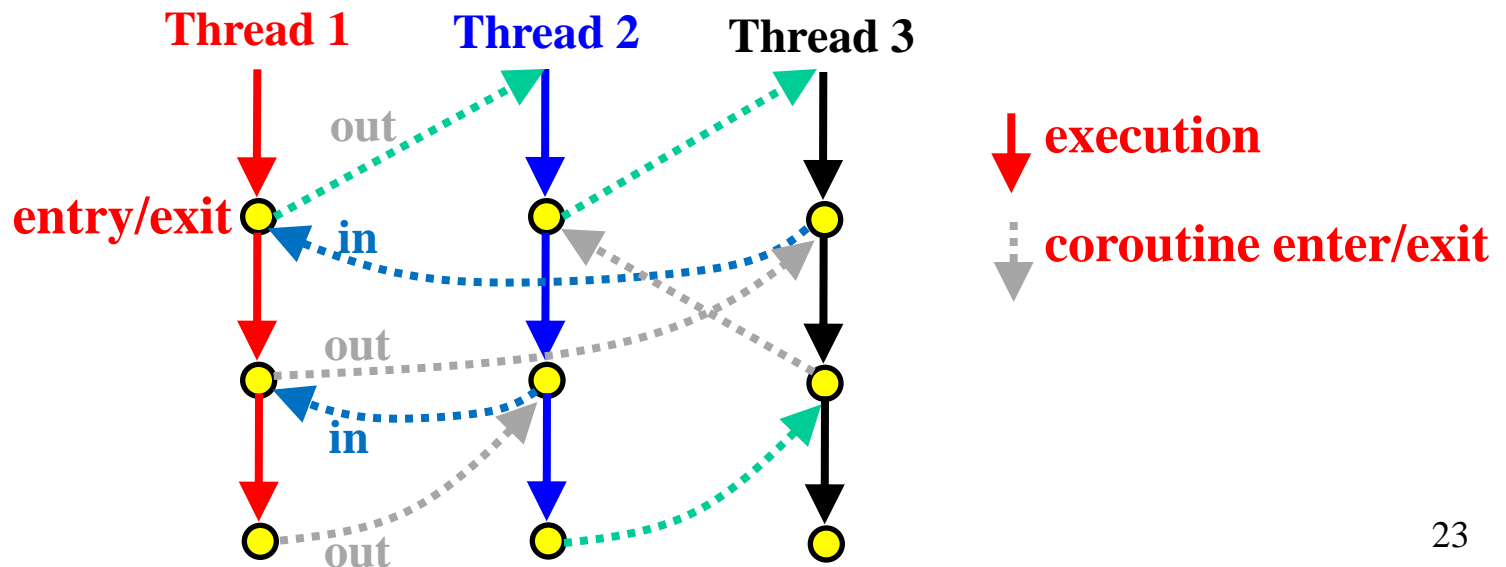 Thread 1
Thread 2
Thread 3
out
execution
entry/exit
in
coroutine enter/exit
out
in
out
23